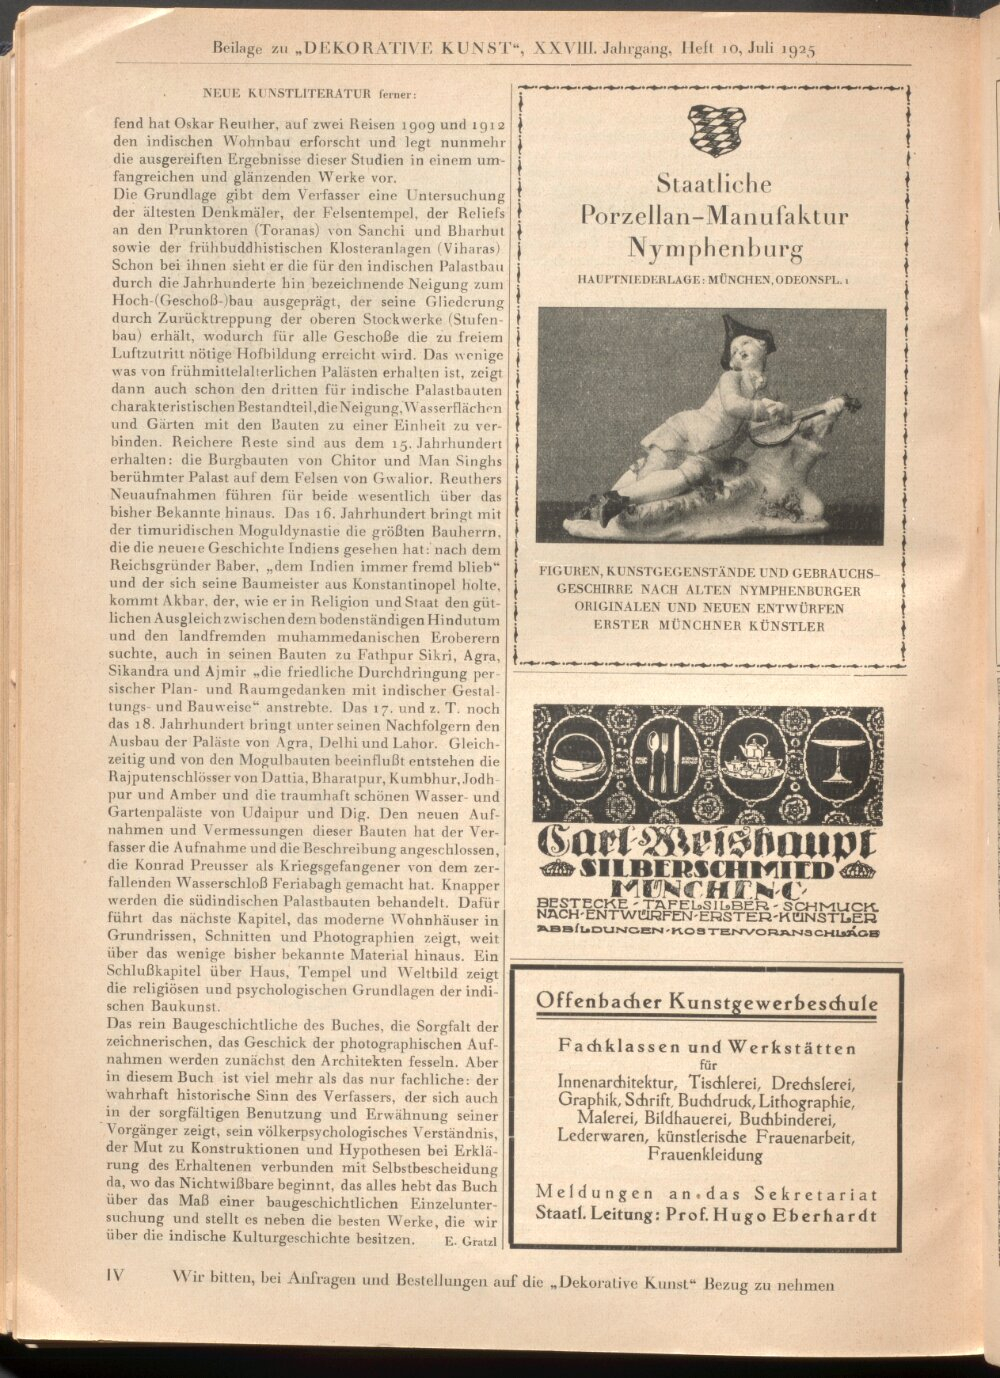 Beilage zu „DEKORATIVE KUNST“, XXVIII. Jahrgang, Heft 10, Juli 1925
NEUE KUNSTLITERATUR ferner:
fend hat Oskar Reuther, auf zwei Reisen 1909 und 1912
den indischen Wohnbau erforscht und legt nunmehr
die ausgereiften Ergebnisse dieser Studien in einem um-
fangreichen und glänzenden Werke vor.
Die Grundlage gibt dem Verfasser eine Untersuchung
der ältesten Denkmäler, der Felsentempel, der Reliefs
an den Prunktoren (Toranas) von Sanchi und Bharhut
sowie der frühbuddhistischen Klosteranlagen (Viharas)
Schon bei ihnen sieht er die für den indischen Palastbau
durch die Jahrhunderte hin bezeichnende Neigung zum
Hoch-(Geschoß-)bau ausgeprägt, der seine Gliederung
durch Zurücktreppung der oberen Stockwerke (Stufen-
bau) erhält, wodurch für alle Geschoße die zu freiem
Luftzutritt nötige Hofbildung erreicht wird. Das wenige
was von frühmittelalterlichen Palästen erhalten ist, zeigt
dann auch schon den dritten für indische Palastbauten
charakteristischen Bestandteil, die Neigung, Wasserflächen
und Gärten mit den Bauten zu einer Einheit zu ver-
binden. Reichere Reste sind aus dem 15. Jahrhundert
erhalten: die Burgbauten von Chitor und Man Singhs
berühmter Palast auf dem Felsen von Gwalior. Reuthers
Neuaufnahmen führen für beide wesentlich über das
bisher Bekannte hinaus. Das 16. Jahrhundert bringt mit
der timuridischen Moguldynastie die größten Bauherrn,
die die neuere Geschichte Indiens gesehen hat: nach dem
Reichsgründer Baber, „dem Indien immer fremd blieb“
und der sich seine Baumeister aus Konstantinopel holte,
kommt Akbar, der, wie er in Religion und Staat den güt-
lichen Ausgleich zwischen dem bodenständigen Hindutum
und den landfremden muhammedanischen Eroberern
suchte, auch in seinen Bauten zu Fathpur Sikri, Agra,
Sikandra und Ajmir „die friedliche Durchdringung per-
sischer Plan- und Raumgedanken mit indischer Gestal-
tungs- und Bauweise“ anstrebte. Das 17. und z. T. noch
das 18. Jahrhundert bringt unter seinen Nachfolgern den
Ausbau der Paläste von Agra, Delhi und Lahor. Gleich-
zeitig und von den Mogulbauten beeinflußt entstehen die
Rajputenschlösser von Dattia, Bharatpur, Kumbhur, Jodh-
pur und Amber und die traumhaft schönen Wasser- und
Gartenpaläste von Udaipur und Dig. Den neuen Auf-
nahmen und Vermessungen dieser Bauten hat der Ver-
fasser die Aufnahme und die Beschreibung angeschlossen,
die Konrad Preusser als Kriegsgefangener von dem zer-
fallenden Wasserschloß Feriabagh gemacht hat. Knapper
werden die südindischen Palastbauten behandelt. Dafür
führt das nächste Kapitel, das moderne Wohnhäuser in
Grundrissen, Schnitten und Photographien zeigt, weit
über das wenige bisher bekannte Material hinaus. Ein
Schlußkapitel über Haus, Tempel und Weltbild zeigt
die religiösen und psychologischen Grundlagen der indi-
schen Baukunst.
Das rein Baugeschichtliche des Buches, die Sorgfalt der
zeichnerischen, das Geschick der photographischen Auf-
nahmen werden zunächst den Architekten fesseln. Aber
in diesem Buch ist viel mehr als das nur fachliche: der
wahrhaft historische Sinn des Verfassers, der sich auch
in der sorgfältigen Benutzung und Erwähnung seiner
Vorgänger zeigt, sein völkerpsychologisches Verständnis,
der Mut zu Konstruktionen und Hypothesen bei Erklä-
rung des Erhaltenen verbunden mit Selbstbescheidung
da, wo das Nichtwißbare beginnt, das alles hebt das Buch
über das Maß einer baugeschichtlichen Einzelunter-
suchung und stellt es neben die besten Werke, die wir
über die indische Kulturgeschichte besitzen. E. Gratzl
Staatliche
Porzellan-Manufaktur
Nymphenburg
HAUPTNIEDERLAGE: MÜNCHEN, ODEONSPL. 1
FIGUREN, KUNSTGEGENSTÄNDE UND GEBRAUCHS-
GESCHIRRE NACH ALTEN NYMPHENBURGER
ORIGINALEN UND NEUEN ENTWÜRFEN
ERSTER MÜNCHNER KÜNSTLER
Carl Weishaupt
SILBERSCHMIED
MÜNCHEN·C·
BESTECKE - TAFELSILBER - SCHMUCK
NACH·ENTWÜRFEN·ERSTER·KÜNSTLER
ABBILDUNGEN·KOSTENVORANSCHLÄGE
Offenbacher Kunstgewerbeschule
Fachklassen und Werkstätten
für
Innenarchitektur, Tischlerei, Drechslerei,
Graphik, Schrift, Buchdruck, Lithographie,
Malerei, Bildhauerei, Buchbinderei,
Lederwaren, künstlerische Frauenarbeit,
Frauenkleidung
Meldungen an das Sekretariat
Staatl. Leitung: Prof. Hugo Eberhardt
IV Wir bitten, bei Anfragen und Bestellungen auf die „Dekorative Kunst“ Bezug zu nehmen